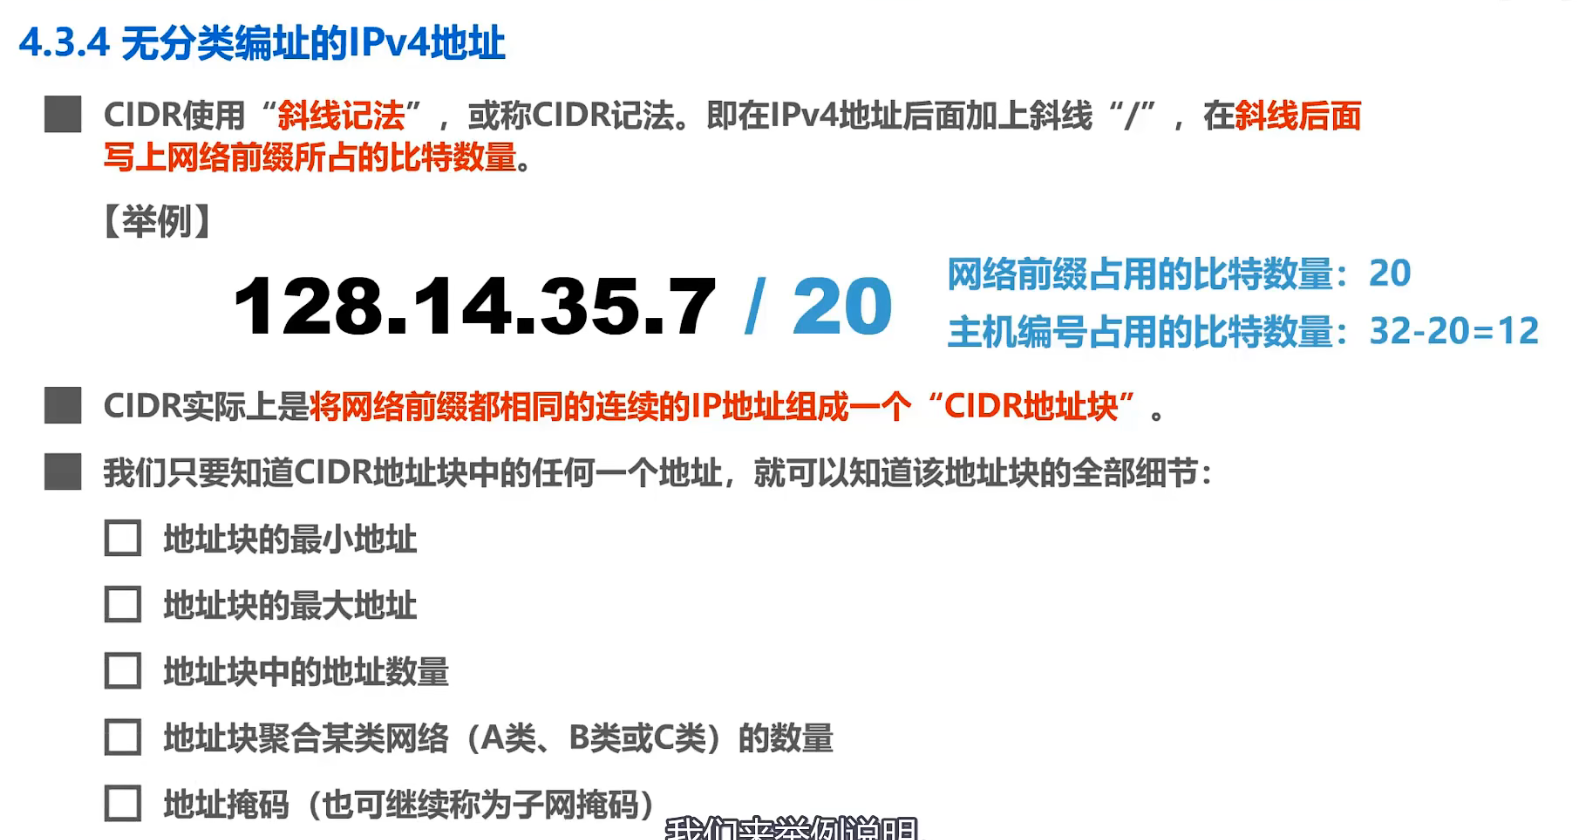 4.3.4 无分类编址的IPv4地址
CIDR使用“斜线记法”，或称CIDR记法。即在IPv4地址后面加上斜线“/”，在斜线后面
写上网络前缀所占的比特数量。
【举例】
128.14.35.7 / 20
网络前缀占用的比特数量：20
主机编号占用的比特数量：32-20=12
CIDR实际上是将网络前缀都相同的连续的IP地址组成一个“CIDR地址块”。
我们只要知道CIDR地址块中的任何一个地址，就可以知道该地址块的全部细节：
地址块的最小地址
地址块的最大地址
地址块中的地址数量
地址块聚合某类网络（A类、B类或C类）的数量
地址掩码（也可继续称为子网掩码）
我们来举例说明